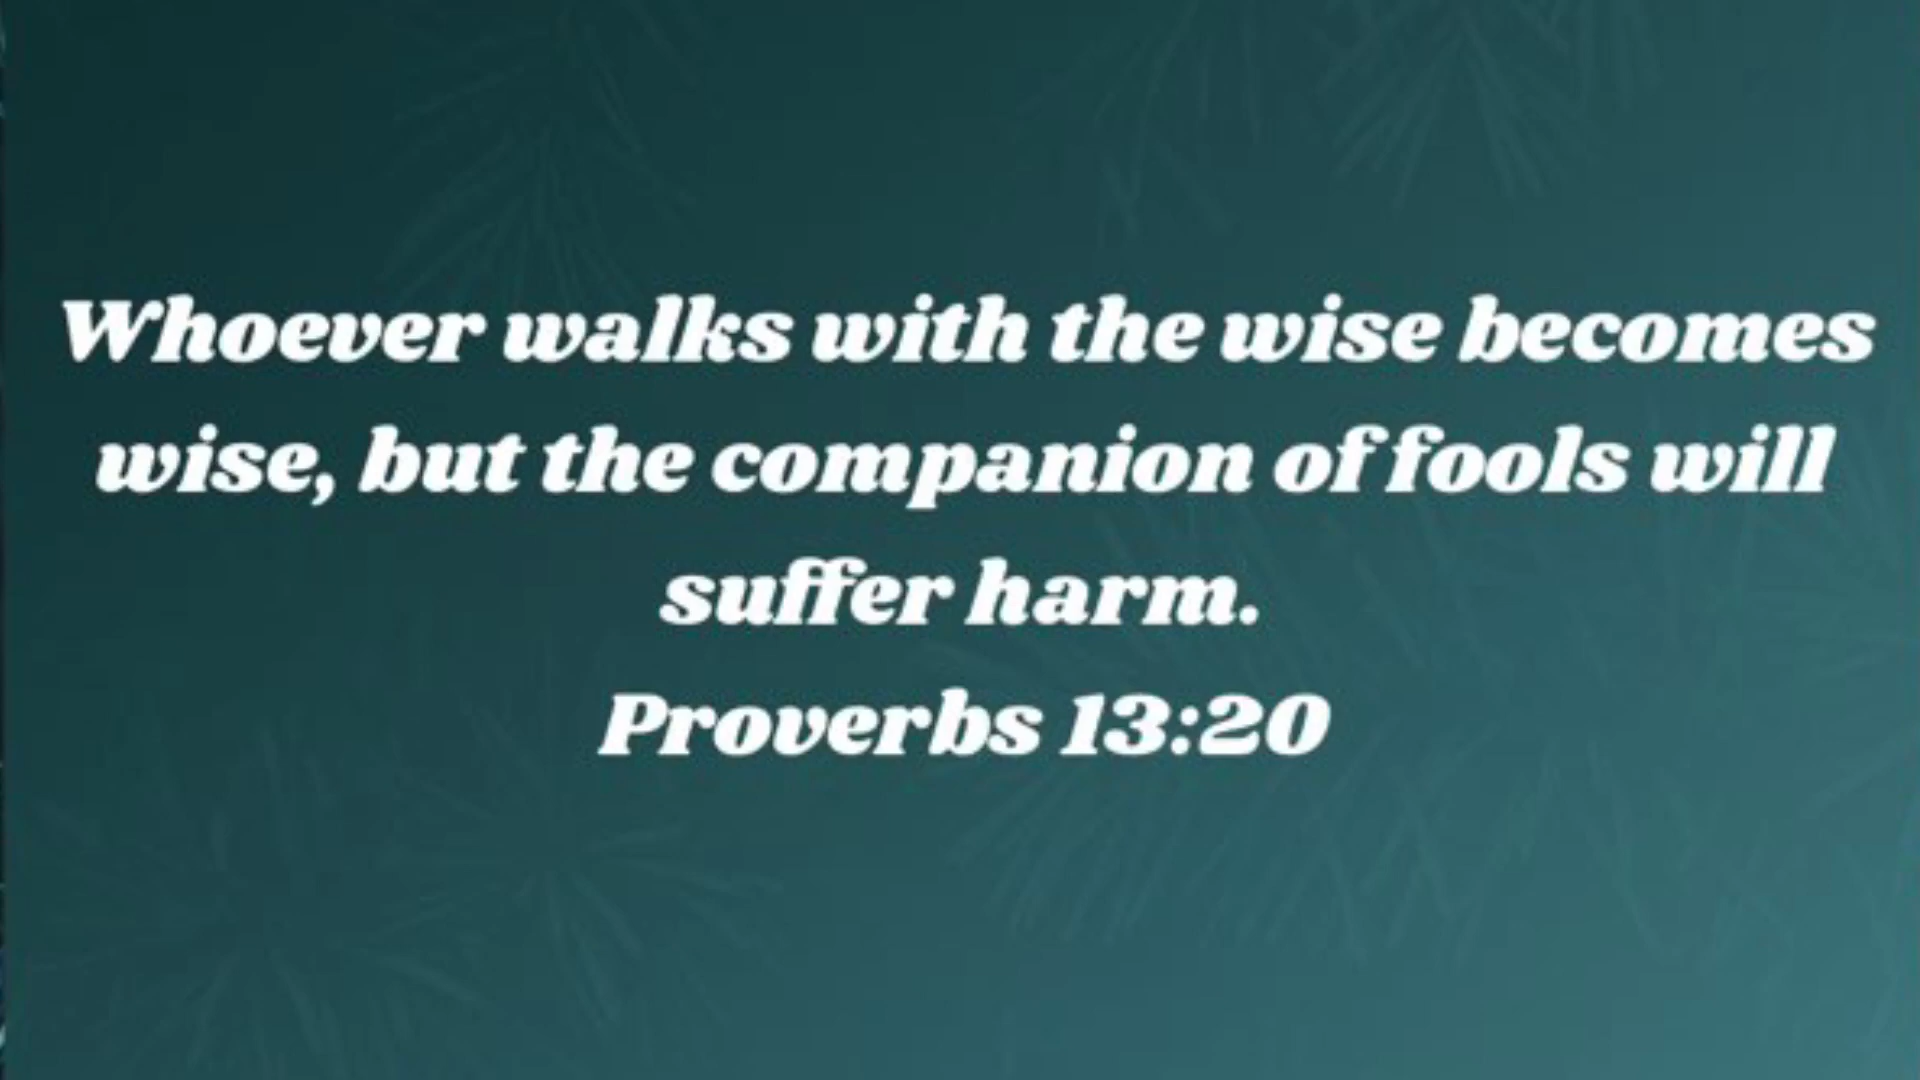 Whoever walks with the wise becomes
wise, but the companion of fools will
suffer harm.
Proverbs 13:20